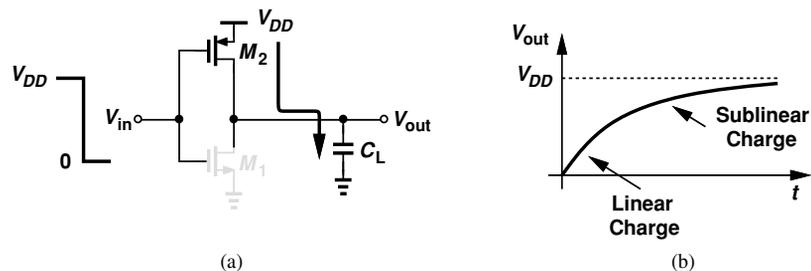 V_DD
0
V_in
V_DD
M_2
M_1
C_L
V_out
(a)
V_out
V_DD
Sublinear
Charge
Linear
Charge
t
(b)